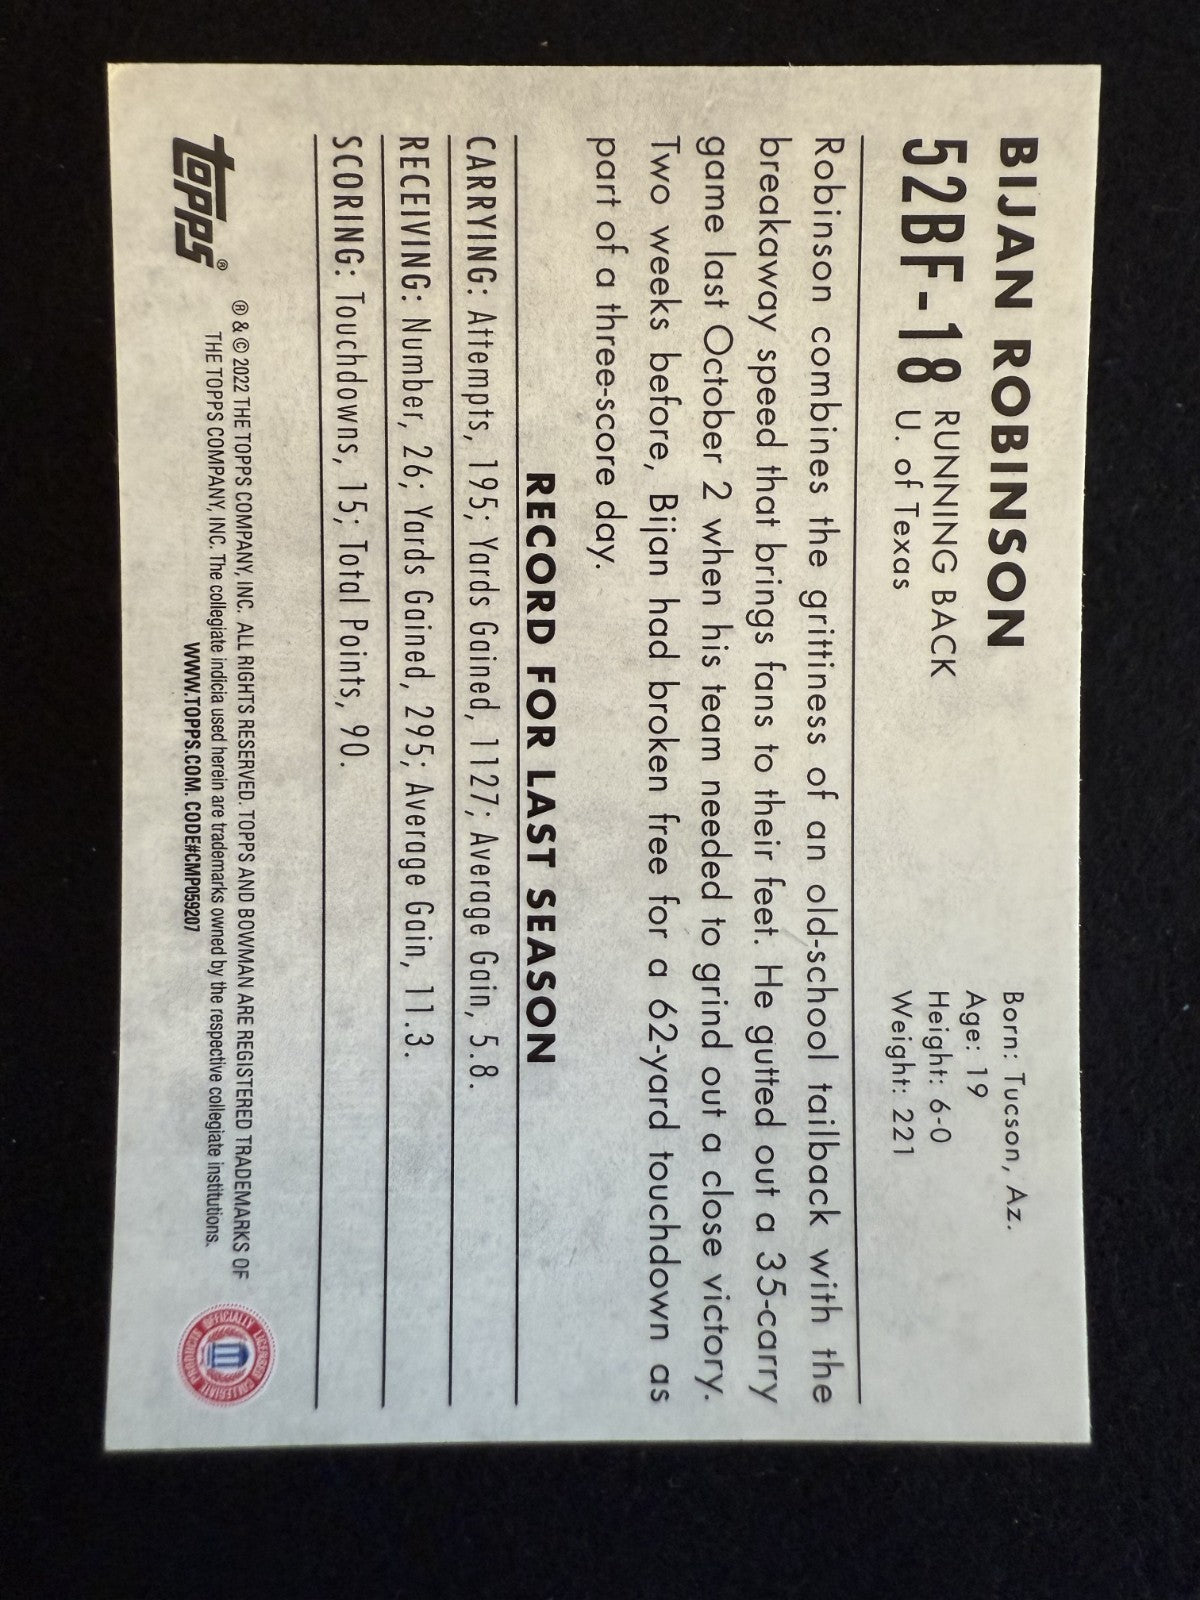 BIJAN ROBINSON
52BF-18
RUNNING BACK
U. of Texas
Born: Tucson, Az.
Age: 19
Height: 6-0
Weight: 221
Robinson combines the grittiness of an old-school tailback with the
breakaway speed that brings fans to their feet. He gutted out a 35-carry
game last October 2 when his team needed to grind out a close victory.
Two weeks before, Bijan had broken free for a 62-yard touchdown as
part of a three-score day.
RECORD FOR LAST SEASON
CARRYING: Attempts, 195; Yards Gained, 1127; Average Gain, 5.8.
RECEIVING: Number, 26; Yards Gained, 295; Average Gain, 11.3.
SCORING: Touchdowns, 15; Total Points, 90.
topps®
® & © 2022 THE TOPPS COMPANY, INC. ALL RIGHTS RESERVED. TOPPS AND BOWMAN ARE REGISTERED TRADEMARKS OF
THE TOPPS COMPANY, INC. The collegiate indicia used herein are trademarks owned by the respective collegiate institutions.
WWW.TOPPS.COM. CODE#CMP059207
OFFICIALLY LICENSED COLLEGIATE PRODUCTS